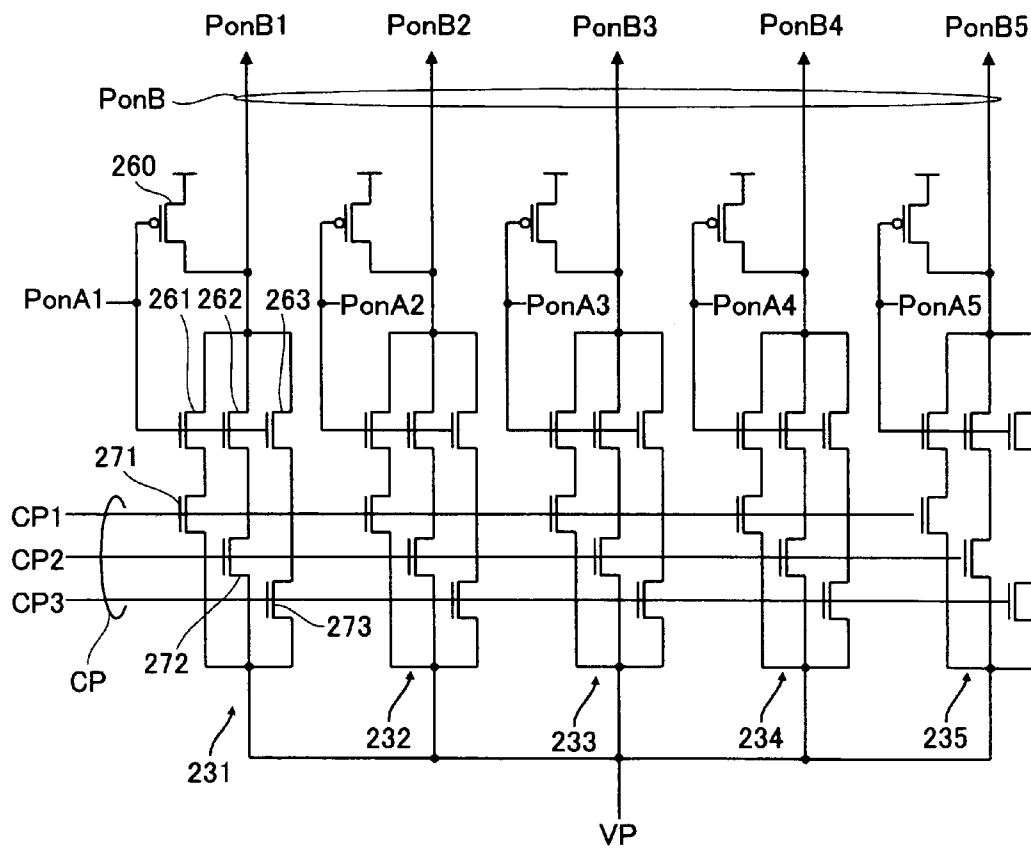 PonB1 PonB2 PonB3 PonB4 PonB5
PonB
260
PonA1 261 262 263 PonA2 PonA3 PonA4 PonA5
271
CP1
CP2
CP3
273
272
CP
231 232 233 234 235
VP